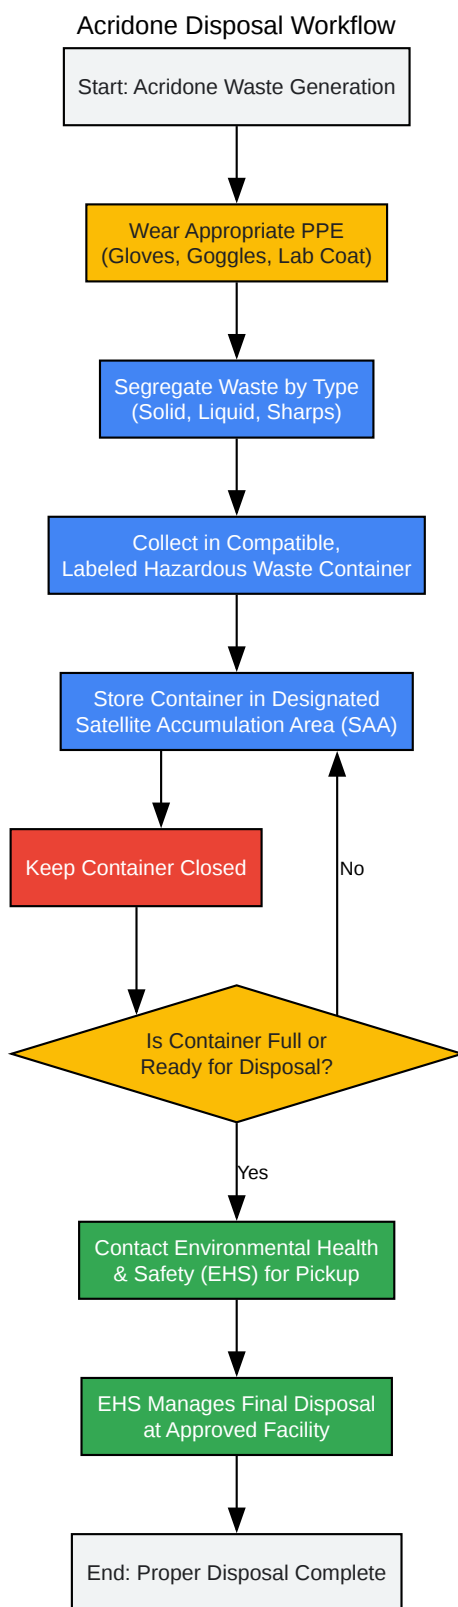 Acridone Disposal Workflow
Start: Acridone Waste Generation
Wear Appropriate PPE
(Gloves, Goggles, Lab Coat)
Segregate Waste by Type
(Solid, Liquid, Sharps)
Collect in Compatible,
Labeled Hazardous Waste Container
Store Container in Designated
Satellite Accumulation Area (SAA)
Keep Container Closed
No
Is Container Full or
Ready for Disposal?
Yes
Contact Environmental Health
& Safety (EHS) for Pickup
EHS Manages Final Disposal
at Approved Facility
End: Proper Disposal Complete